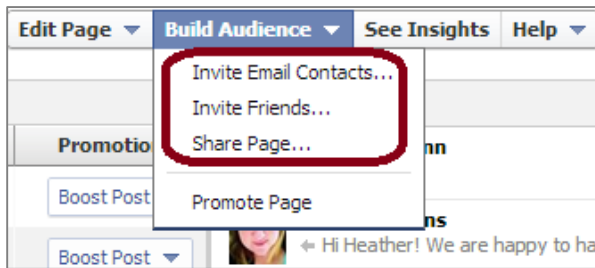 Edit Page Build Audience See Insights Help
Invite Email Contacts...
Invite Friends...
Share Page...
Promote Page
Boost Post
Hi Heather! We are happy to
Boost Post